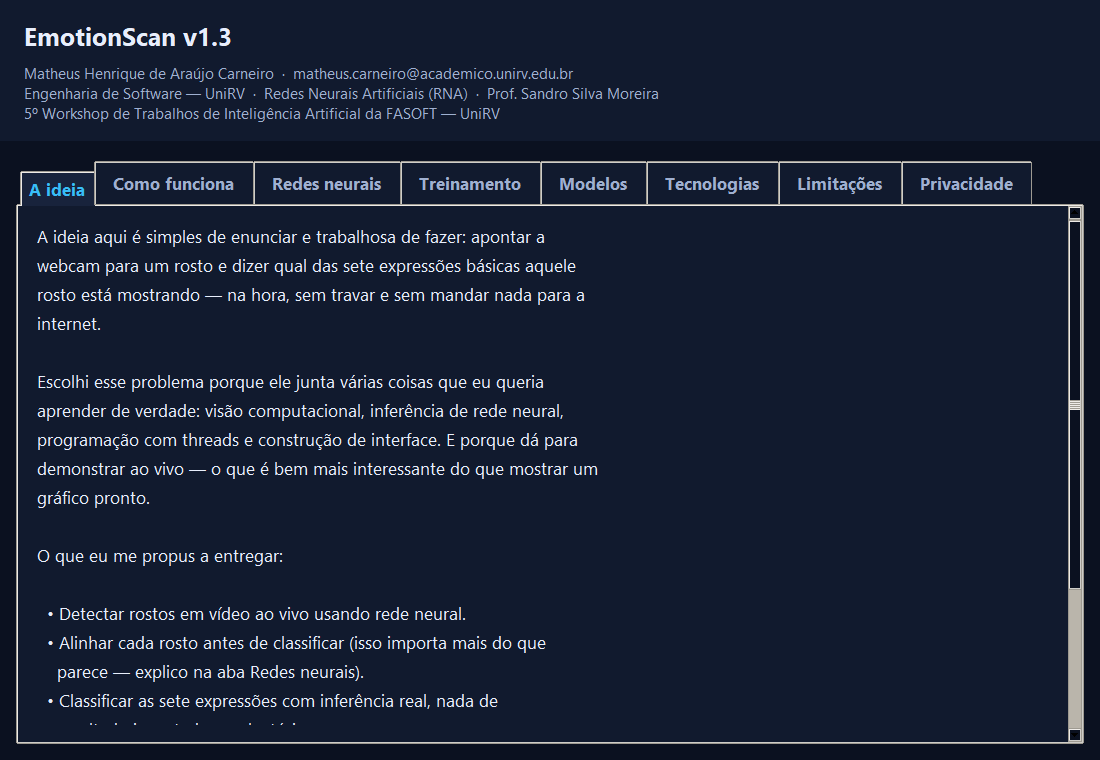 EmotionScan v1.3
Matheus Henrique de Araújo Carneiro · matheus.carneiro@academico.unirv.edu.br
Engenharia de Software — UniRV · Redes Neurais Artificiais (RNA) · Prof. Sandro Silva Moreira
5º Workshop de Trabalhos de Inteligência Artificial da FASOFT — UniRV
A ideia Como funciona Redes neurais Treinamento Modelos Tecnologias Limitações Privacidade
A ideia aqui é simples de enunciar e trabalhosa de fazer: apontar a
webcam para um rosto e dizer qual das sete expressões básicas aquele
rosto está mostrando — na hora, sem travar e sem mandar nada para a
internet.
Escolhi esse problema porque ele junta várias coisas que eu queria
aprender de verdade: visão computacional, inferência de rede neural,
programação com threads e construção de interface. E porque dá para
demonstrar ao vivo — o que é bem mais interessante do que mostrar um
gráfico pronto.
O que eu me propus a entregar:
• Detectar rostos em vídeo ao vivo usando rede neural.
• Alinhar cada rosto antes de classificar (isso importa mais do que
parece — explico na aba Redes neurais).
• Classificar as sete expressões com inferência real, nada de